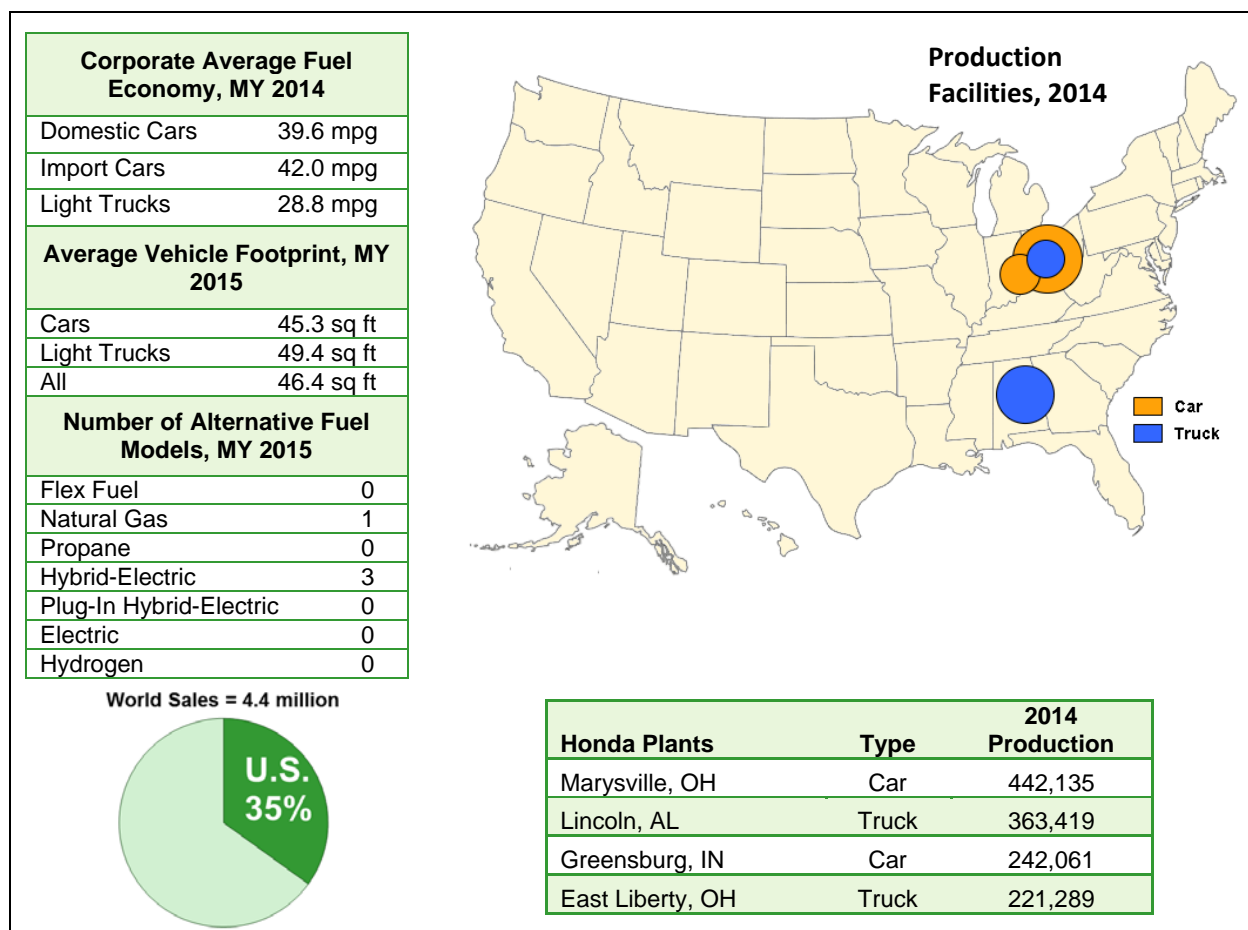 Corporate Average Fuel
Economy, MY 2014
Domestic Cars 39.6 mpg
Import Cars 42.0 mpg
Light Trucks 28.8 mpg
Average Vehicle Footprint, MY
2015
Cars 45.3 sq ft
Light Trucks 49.4 sq ft
All 46.4 sq ft
Number of Alternative Fuel
Models, MY 2015
Flex Fuel 0
Natural Gas 1
Propane 0
Hybrid-Electric 3
Plug-In Hybrid-Electric 0
Electric 0
Hydrogen 0
World Sales = 4.4 million
U.S.
35%
Production
Facilities, 2014
Car
Truck
2014
Honda Plants Type Production
Marysville, OH Car 442,135
Lincoln, AL Truck 363,419
Greensburg, IN Car 242,061
East Liberty, OH Truck 221,289